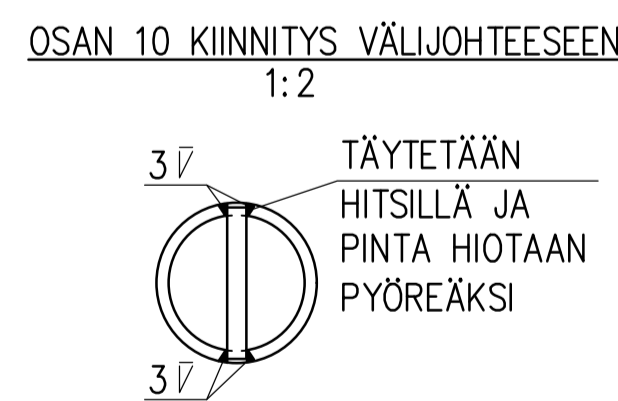 OSAN 10 KIINNITYS VÄLIJOHTEESEEN
1:2
3
TÄYTETÄÄN
HITSILLÄ JA
PINTA HIOTAAN
PYÖREÄKSI
3